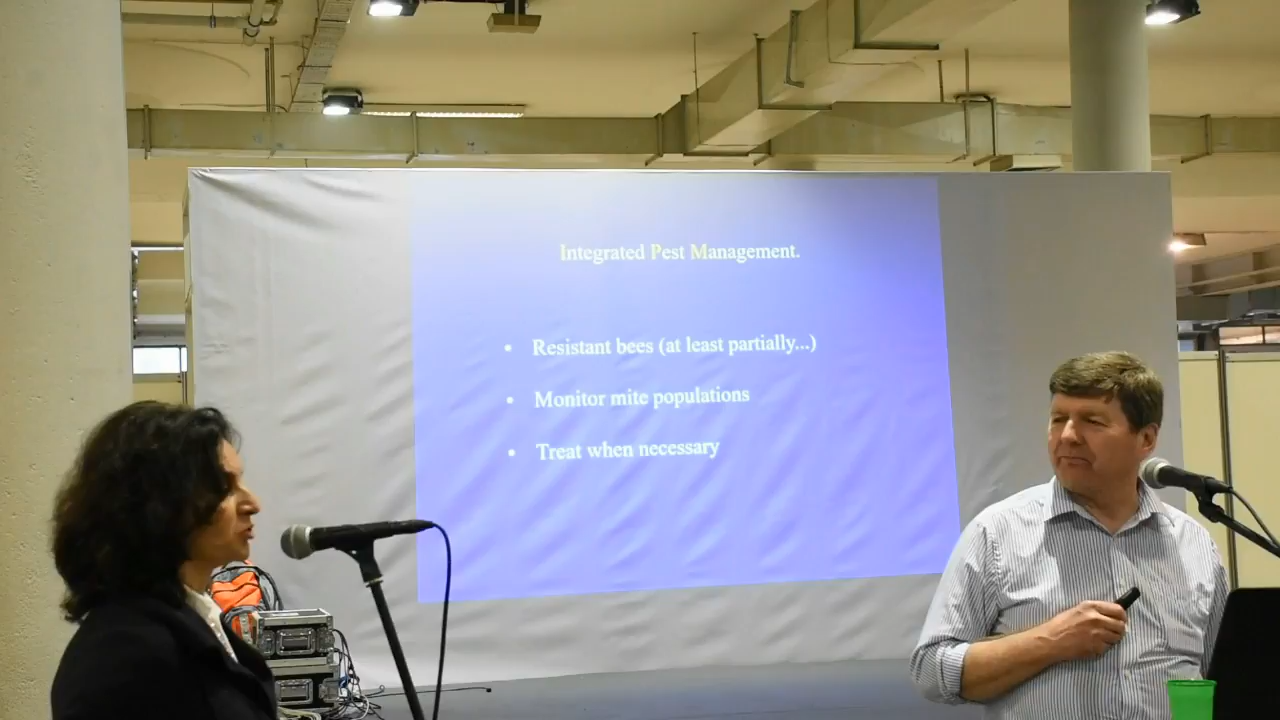 Integrated Pest Management.
• Resistant bees (at least partially...)
• Monitor mite populations
• Treat when necessary